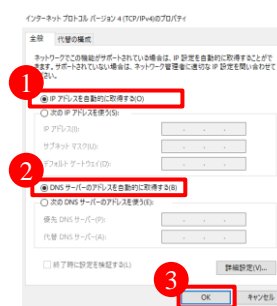 インターネット プロトコル バージョン 4 (TCP/IPv4)のプロパティ
全般 代替の構成
ネットワークでこの機能がサポートされている場合は、IP 設定を自動的に取得することがで
きます。サポートされていない場合は、ネットワーク管理者に適切な IP 設定を問い合わせて
ください。
1
IP アドレスを自動的に取得する(O)
次の IP アドレスを使う(S):
IP アドレス(I):
サブネット マスク(U):
デフォルト ゲートウェイ(D):
2
DNS サーバーのアドレスを自動的に取得する(B)
次の DNS サーバーのアドレスを使う(E):
優先 DNS サーバー(P):
代替 DNS サーバー(A):
終了時に設定を検証する(L)
詳細設定(V)...
3
OK キャンセル